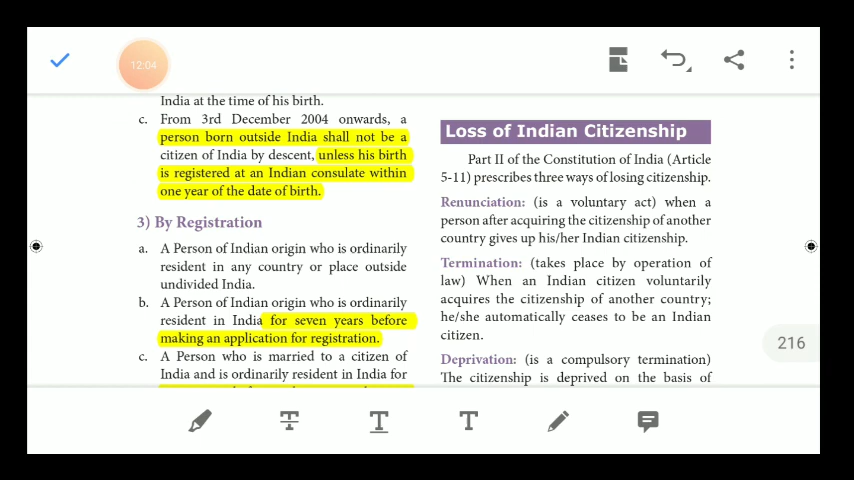 12:04
India at the time of his birth.
c. From 3rd December 2004 onwards, a
person born outside India shall not be a
citizen of India by descent, unless his birth
is registered at an Indian consulate within
one year of the date of birth.
3) By Registration
a. A Person of Indian origin who is ordinarily
resident in any country or place outside
undivided India.
b. A Person of Indian origin who is ordinarily
resident in India for seven years before
making an application for registration.
c. A Person who is married to a citizen of
India and is ordinarily resident in India for
Loss of Indian Citizenship
Part II of the Constitution of India (Article
5-11) prescribes three ways of losing citizenship.
Renunciation: (is a voluntary act) when a
person after acquiring the citizenship of another
country gives up his/her Indian citizenship.
Termination: (takes place by operation of
law) When an Indian citizen voluntarily
acquires the citizenship of another country;
he/she automatically ceases to be an Indian
citizen.
Deprivation: (is a compulsory termination)
The citizenship is deprived on the basis of
216
T
T
T